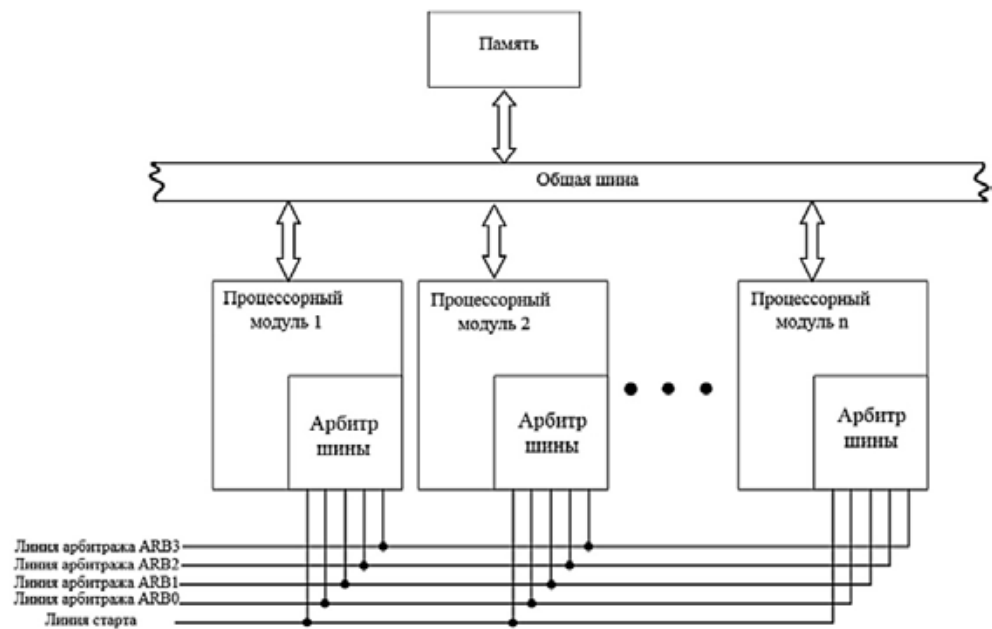 Память
Общая шина
Процессорный
модуль 1
Процессорный
модуль 2
Процессорный
модуль n
Арбитр
шины
Арбитр
шины
Арбитр
шины
Линия арбитража ARB3
Линия арбитража ARB2
Линия арбитража ARB1
Линия арбитража ARB0
Линия старта